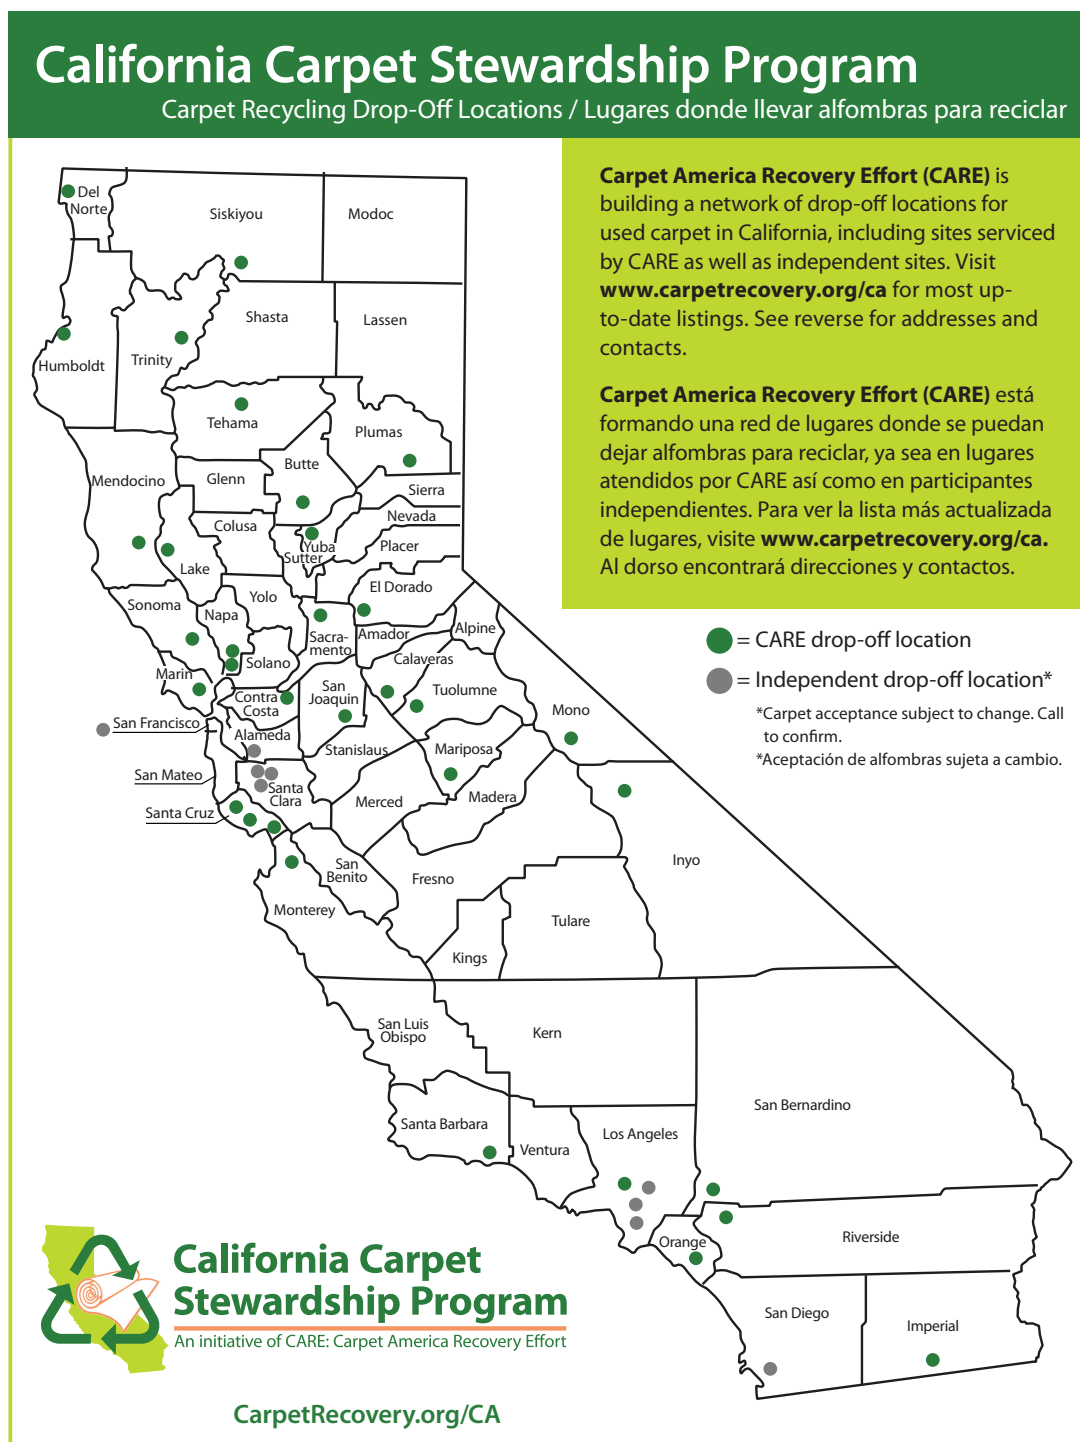 California Carpet Stewardship Program
Carpet Recycling Drop-Off Locations / Lugares donde llevar alfombras para reciclar
Carpet America Recovery Effort (CARE) is
building a network of drop-off locations for
used carpet in California, including sites serviced
by CARE as well as independent sites. Visit
www.carpetrecovery.org/ca for most up-
to-date listings. See reverse for addresses and
contacts.
Carpet America Recovery Effort (CARE) está
formando una red de lugares donde se puedan
dejar alfombras para reciclar, ya sea en lugares
atendidos por CARE así como en participantes
independientes. Para ver la lista más actualizada
de lugares, visite www.carpetrecovery.org/ca.
Al dorso encontrará direcciones y contactos.
= CARE drop-off location
= Independent drop-off location*
*Carpet acceptance subject to change. Call
to confirm.
*Aceptación de alfombras sujeta a cambio.
Del
Norte
Siskiyou
Modoc
Shasta
Lassen
Humboldt
Trinity
Tehama
Plumas
Mendocino
Glenn
Butte
Sierra
Colusa
Nevada
Yuba
Sutter
Placer
Lake
El Dorado
Sonoma
Napa
Yolo
Sacra-
mento
Amador
Alpine
Solano
Calaveras
Marin
Contra
Costa
San
Joaquin
Tuolumne
Mono
San Francisco
Alameda
Stanislaus
Mariposa
San Mateo
Santa
Clara
Merced
Madera
Santa Cruz
San
Benito
Fresno
Inyo
Monterey
Tulare
Kings
San Luis
Obispo
Kern
San Bernardino
Santa Barbara
Ventura
Los Angeles
Orange
Riverside
San Diego
Imperial
California Carpet
Stewardship Program
An initiative of CARE: Carpet America Recovery Effort
CarpetRecovery.org/CA